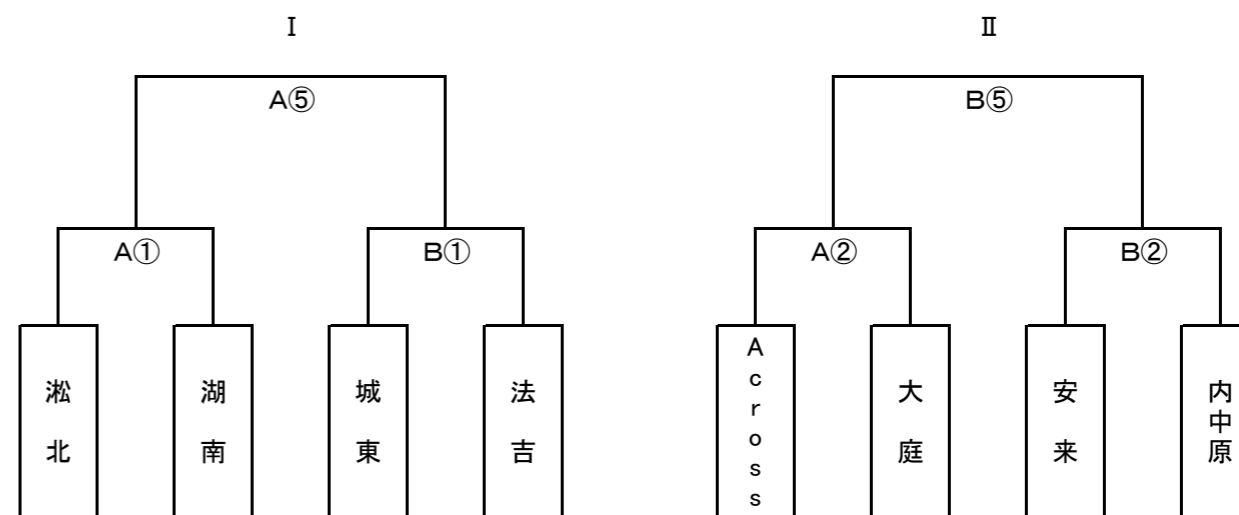 Ⅰ
Ⅱ
A⑤
B⑤
A①
B①
A②
B②
淞北
湖南
城東
法吉
Across
大庭
安来
内中原